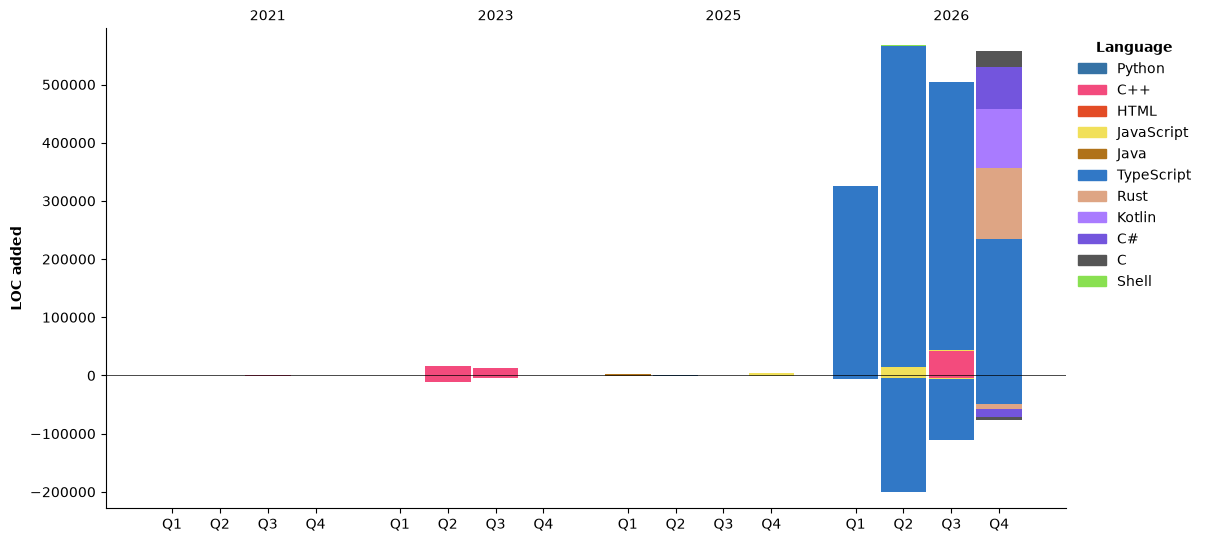 2021 2023 2025 2026
LOC added
500000
400000
300000
200000
100000
0
−100000
−200000
Q1 Q2 Q3 Q4 Q1 Q2 Q3 Q4 Q1 Q2 Q3 Q4 Q1 Q2 Q3 Q4
Language
Python
C++
HTML
JavaScript
Java
TypeScript
Rust
Kotlin
C#
C
Shell